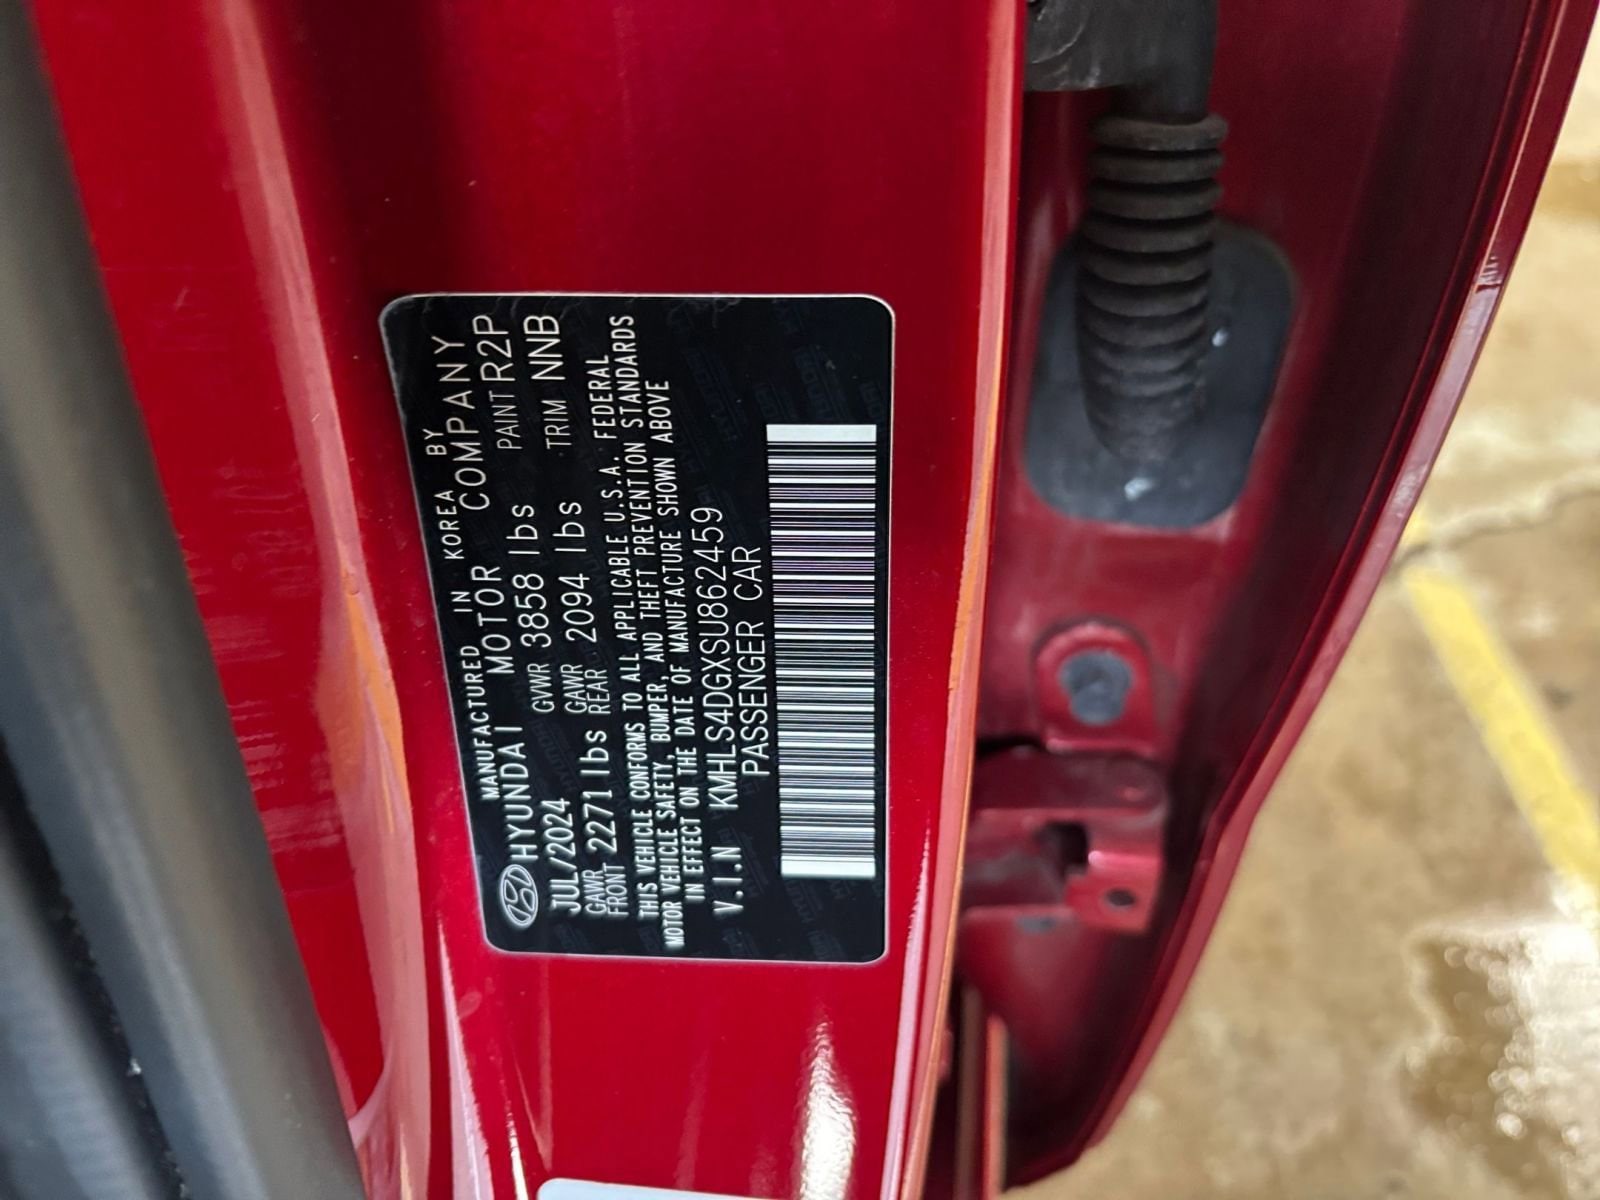 MANUFACTURED IN KOREA BY
HYUNDAI MOTOR COMPANY
JUL/2024 GVWR 3858 lbs PAINT R2P
GAWR FRONT 2271 lbs GAWR REAR 2094 lbs TRIM NNB
THIS VEHICLE CONFORMS TO ALL APPLICABLE U.S.A. FEDERAL
MOTOR VEHICLE SAFETY, BUMPER, AND THEFT PREVENTION STANDARDS
IN EFFECT ON THE DATE OF MANUFACTURE SHOWN ABOVE
V.I.N KMHLS4DGXSU862459
PASSENGER CAR